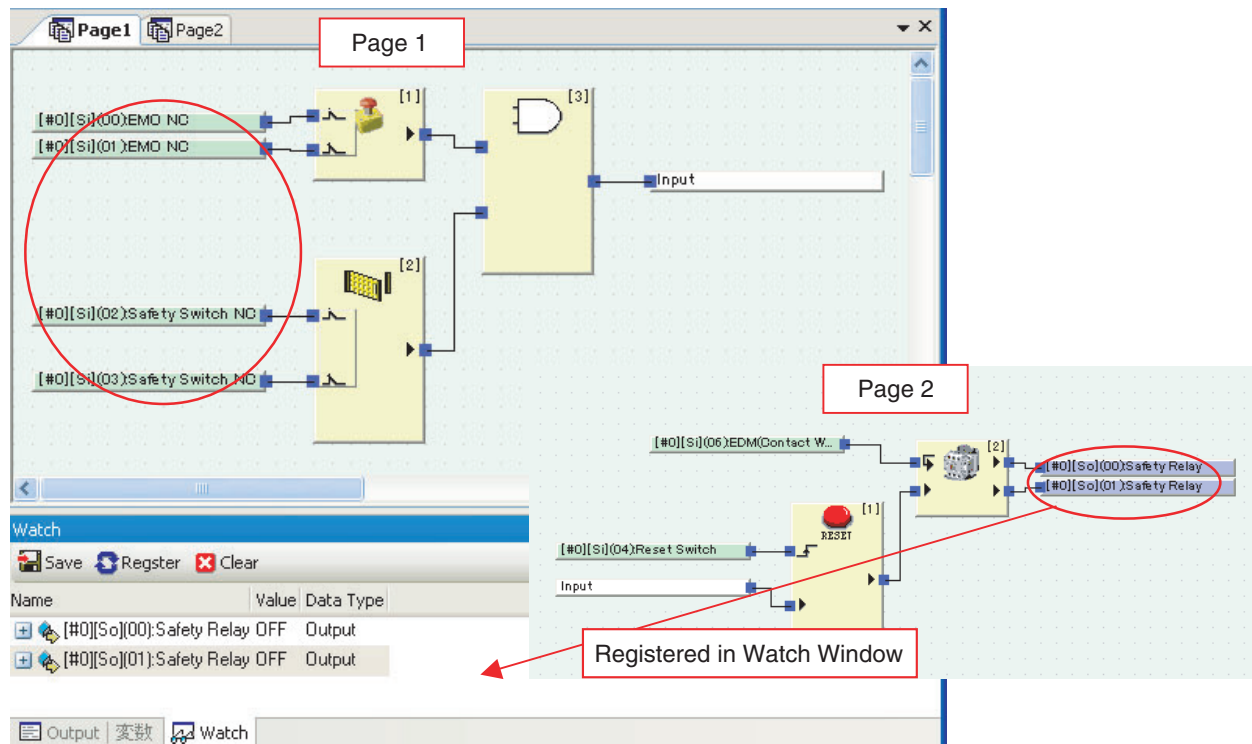 Page1
Page2
Page 1
[1]
[3]
[#0][Si](00):EMO NC
[#0][Si](01):EMO NC
Input
[2]
[#0][Si](02):Safety Switch NC
[#0][Si](03):Safety Switch NC
Page 2
[#0][Si](06):EDM(Contact W...
[2]
[#0][So](00):Safety Relay
[#0][So](01):Safety Relay
[1]
RESET
[#0][Si](04):Reset Switch
Input
Registered in Watch Window
Watch
Save Regster Clear
Name Value Data Type
[#0][So](00):Safety Relay OFF Output
[#0][So](01):Safety Relay OFF Output
Output 変数 Watch